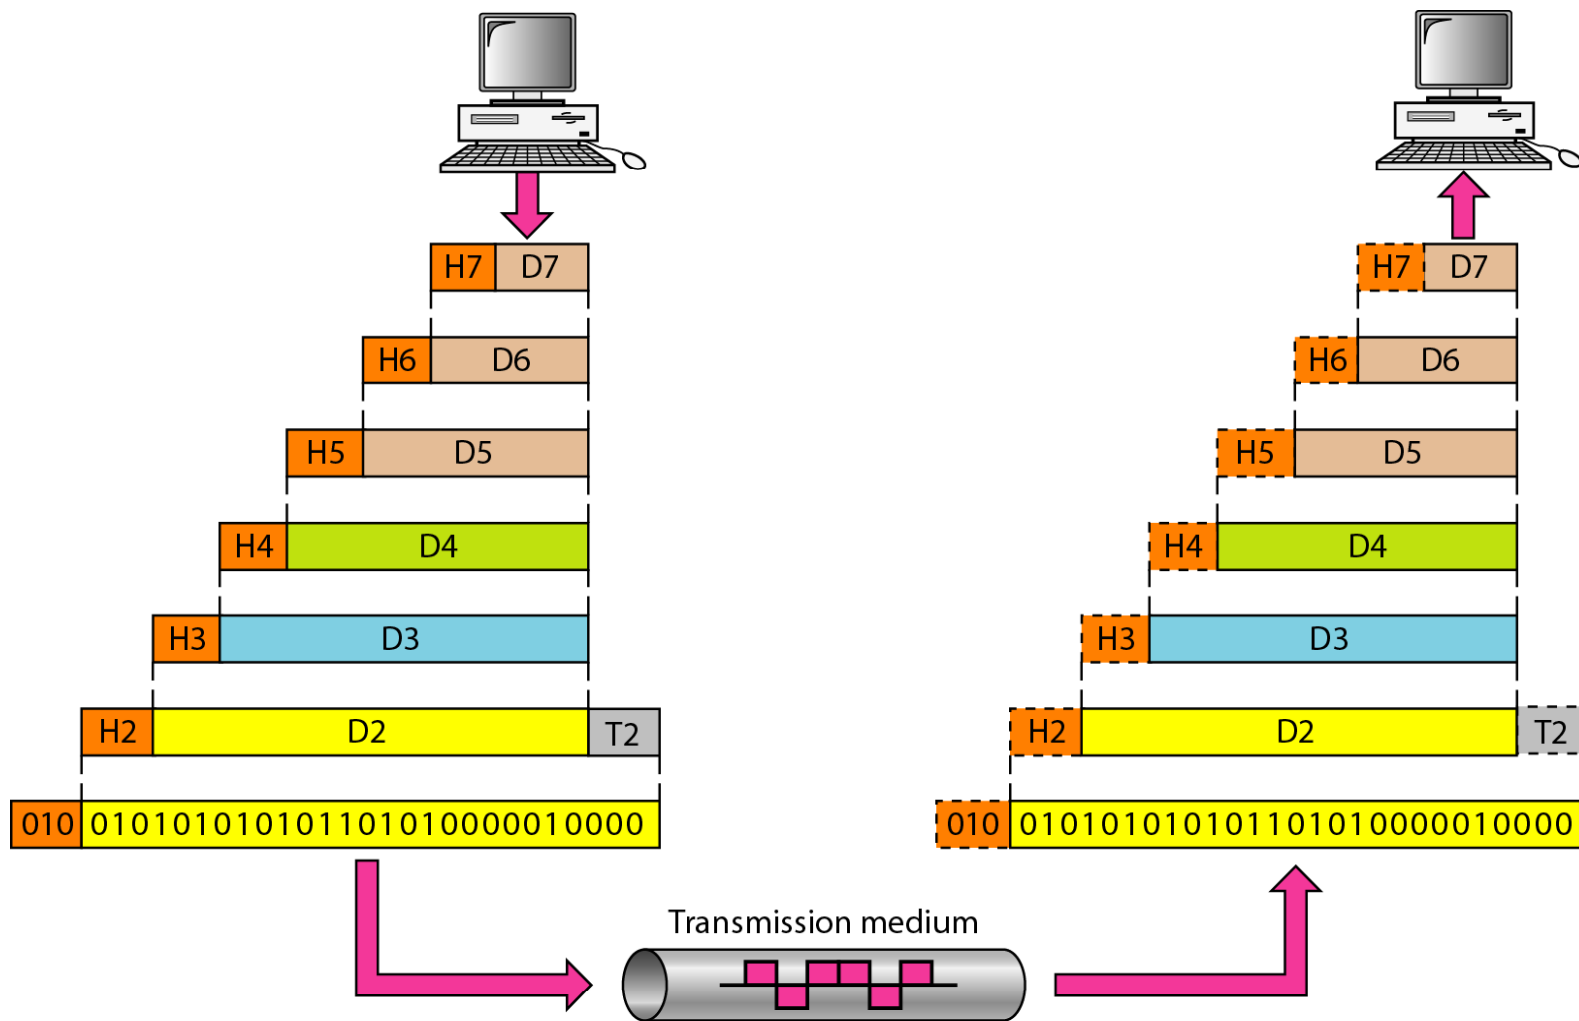 H7 D7 H7 D7
H6 D6 H6 D6
H5 D5 H5 D5
H4 D4 H4 D4
H3 D3 H3 D3
H2 D2 T2 H2 D2 T2
010 010101010101101010000010000 010 010101010101101010000010000
Transmission medium